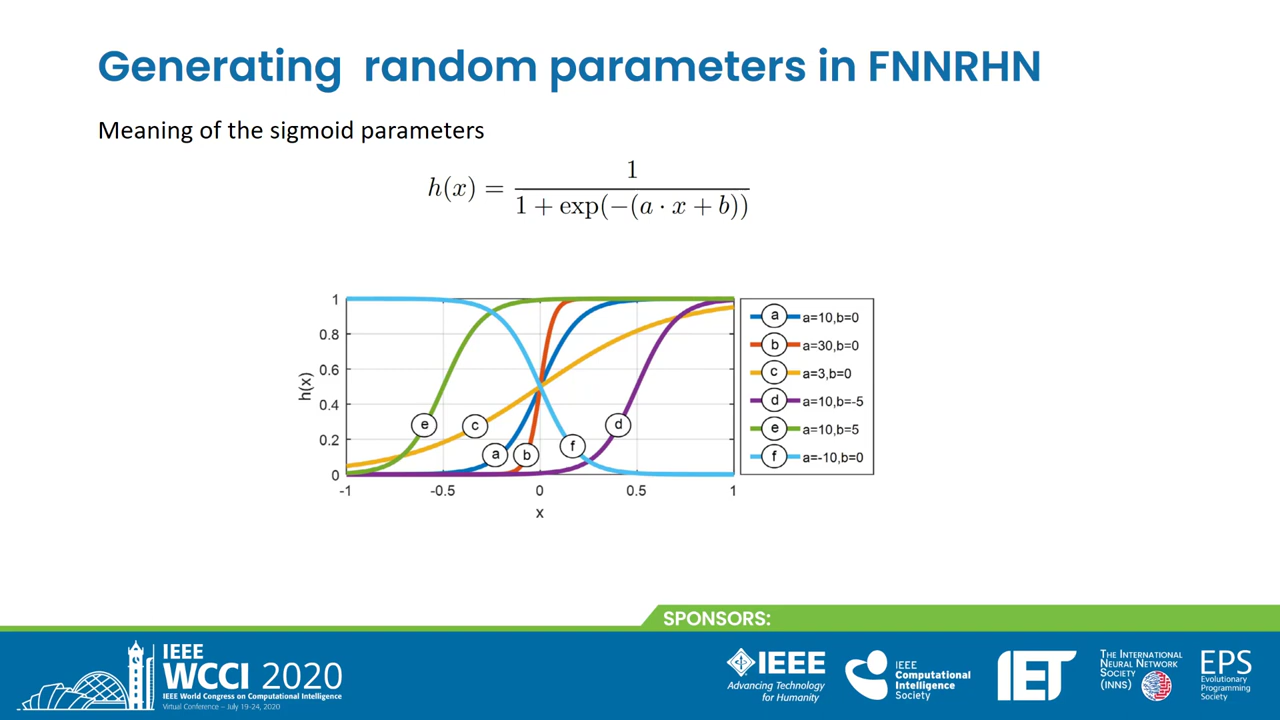 Generating random parameters in FNNRHN
Meaning of the sigmoid parameters
h(x) = 1 / (1 + exp(−(a · x + b)))
1
0.8
0.6
0.4
0.2
0
h(x)
-1 -0.5 0 0.5 1
x
e c a b f d
a a=10,b=0
b a=30,b=0
c a=3,b=0
d a=10,b=-5
e a=10,b=5
f a=-10,b=0
SPONSORS:
IEEE
WCCI 2020
IEEE World Congress on Computational Intelligence
Virtual Conference – July 19-24, 2020
IEEE
Advancing Technology
for Humanity
IEEE
Computational
Intelligence
Society
IET
The International
Neural Network
Society
(INNS)
EPS
Evolutionary
Programming
Society